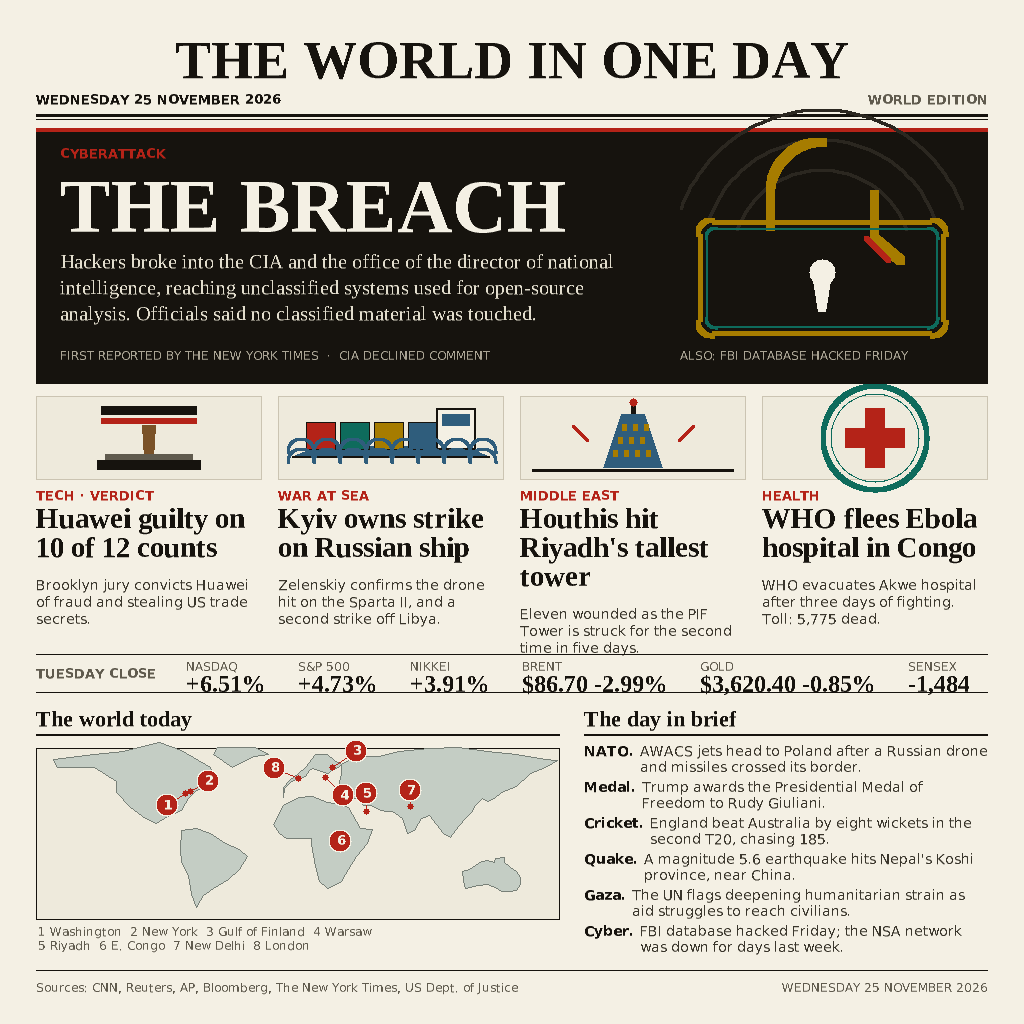 THE WORLD IN ONE DAY
WEDNESDAY 25 NOVEMBER 2026
WORLD EDITION
CYBERATTACK
THE BREACH
Hackers broke into the CIA and the office of the director of national
intelligence, reaching unclassified systems used for open-source
analysis. Officials said no classified material was touched.
FIRST REPORTED BY THE NEW YORK TIMES · CIA DECLINED COMMENT
ALSO: FBI DATABASE HACKED FRIDAY
TECH · VERDICT
Huawei guilty on
10 of 12 counts
Brooklyn jury convicts Huawei
of fraud and stealing US trade
secrets.
WAR AT SEA
Kyiv owns strike
on Russian ship
Zelenskiy confirms the drone
hit on the Sparta II, and a
second strike off Libya.
MIDDLE EAST
Houthis hit
Riyadh's tallest
tower
Eleven wounded as the PIF
Tower is struck for the second
time in five days.
HEALTH
WHO flees Ebola
hospital in Congo
WHO evacuates Akwe hospital
after three days of fighting.
Toll: 5,775 dead.
TUESDAY CLOSE
NASDAQ
+6.51%
S&P 500
+4.73%
NIKKEI
+3.91%
BRENT
$86.70 -2.99%
GOLD
$3,620.40 -0.85%
SENSEX
-1,484
The world today
3
8
2
7
4
5
1
6
1 Washington 2 New York 3 Gulf of Finland 4 Warsaw
5 Riyadh 6 E. Congo 7 New Delhi 8 London
The day in brief
NATO. AWACS jets head to Poland after a Russian drone
and missiles crossed its border.
Medal. Trump awards the Presidential Medal of
Freedom to Rudy Giuliani.
Cricket. England beat Australia by eight wickets in the
second T20, chasing 185.
Quake. A magnitude 5.6 earthquake hits Nepal's Koshi
province, near China.
Gaza. The UN flags deepening humanitarian strain as
aid struggles to reach civilians.
Cyber. FBI database hacked Friday; the NSA network
was down for days last week.
Sources: CNN, Reuters, AP, Bloomberg, The New York Times, US Dept. of Justice
WEDNESDAY 25 NOVEMBER 2026